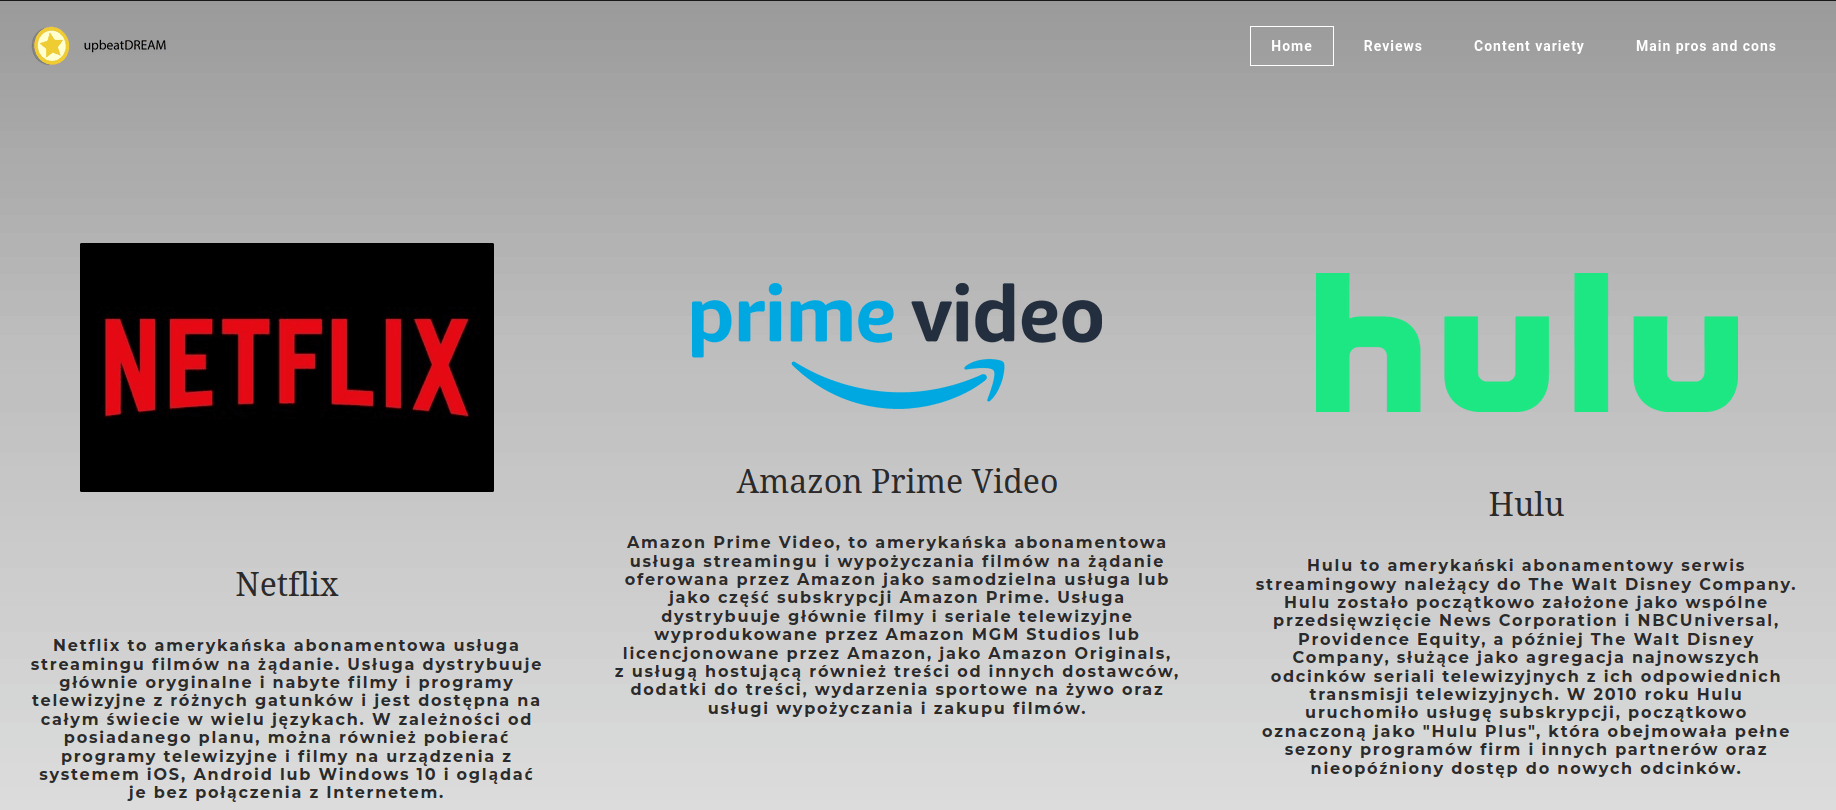 upbeatDREAM
Home
Reviews
Content variety
Main pros and cons
NETFLIX
Netflix
Netflix to amerykańska abonamentowa usługa
streamingu filmów na żądanie. Usługa dystrybuuje
głównie oryginalne i nabyte filmy i programy
telewizyjne z różnych gatunków i jest dostępna na
całym świecie w wielu językach. W zależności od
posiadanego planu, można również pobierać
programy telewizyjne i filmy na urządzenia z
systemem iOS, Android lub Windows 10 i oglądać
je bez połączenia z Internetem.
prime video
Amazon Prime Video
Amazon Prime Video, to amerykańska abonamentowa
usługa streamingu i wypożyczania filmów na żądanie
oferowana przez Amazon jako samodzielna usługa lub
jako część subskrypcji Amazon Prime. Usługa
dystrybuuje głównie filmy i seriale telewizyjne
wyprodukowane przez Amazon MGM Studios lub
licencjonowane przez Amazon, jako Amazon Originals,
z usługą hostującą również treści od innych dostawców,
dodatki do treści, wydarzenia sportowe na żywo oraz
usługi wypożyczania i zakupu filmów.
hulu
Hulu
Hulu to amerykański abonamentowy serwis
streamingowy należący do The Walt Disney Company.
Hulu zostało początkowo założone jako wspólne
przedsięwzięcie News Corporation i NBCUniversal,
Providence Equity, a później The Walt Disney
Company, służące jako agregacja najnowszych
odcinków seriali telewizyjnych z ich odpowiednich
transmisji telewizyjnych. W 2010 roku Hulu
uruchomiło usługę subskrypcji, początkowo
oznaczoną jako "Hulu Plus", która obejmowała pełne
sezony programów firm i innych partnerów oraz
nieopóźniony dostęp do nowych odcinków.